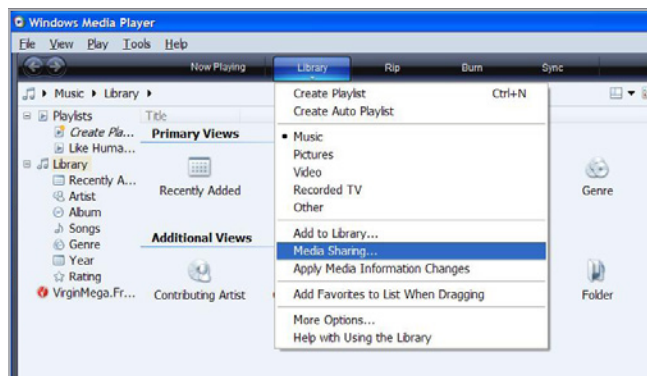 Windows Media Player
File View Play Tools Help
Now Playing Library Rip Burn Sync
Music Library
Create Playlist Ctrl+N
Create Auto Playlist
Music
Pictures
Video
Recorded TV
Other
Add to Library...
Media Sharing...
Apply Media Information Changes
Add Favorites to List When Dragging
More Options...
Help with Using the Library
Playlists
Create Pla...
Like Huma...
Library
Recently A...
Artist
Album
Songs
Genre
Year
Rating
VirginMega.Fr...
Title
Primary Views
Recently Added
Genre
Additional Views
Contributing Artist
Folder